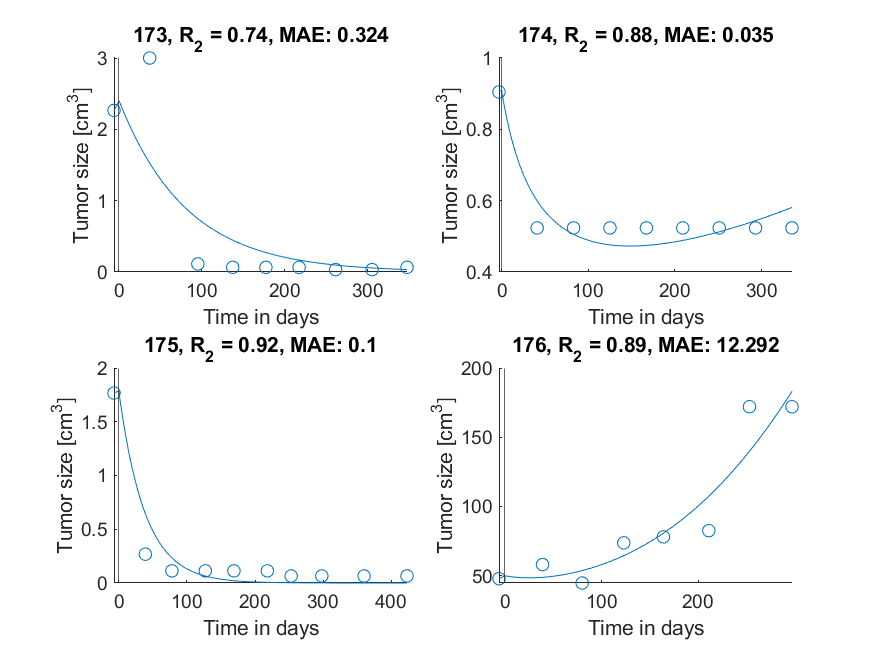 173, R2 = 0.74, MAE: 0.324
3
2
1
0
Tumor size [cm3]
0 100 200 300
Time in days
174, R2 = 0.88, MAE: 0.035
1
0.8
0.6
0.4
Tumor size [cm3]
0 100 200 300
Time in days
175, R2 = 0.92, MAE: 0.1
2
1.5
1
0.5
0
Tumor size [cm3]
0 100 200 300 400
Time in days
176, R2 = 0.89, MAE: 12.292
200
150
100
50
Tumor size [cm3]
0 100 200
Time in days